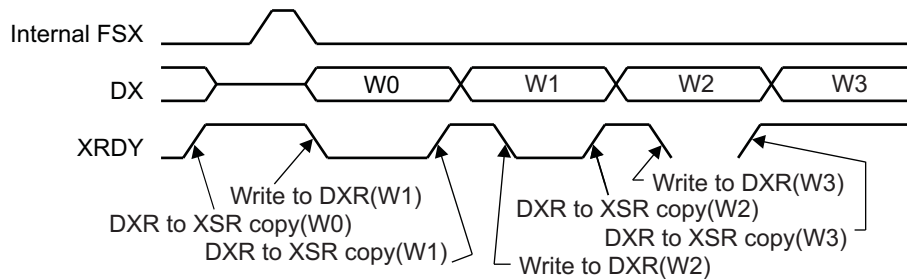 Internal FSX
DX
W0
W1
W2
W3
XRDY
Write to DXR(W1)
Write to DXR(W3)
DXR to XSR copy(W0)
DXR to XSR copy(W2)
DXR to XSR copy(W1)
DXR to XSR copy(W3)
Write to DXR(W2)